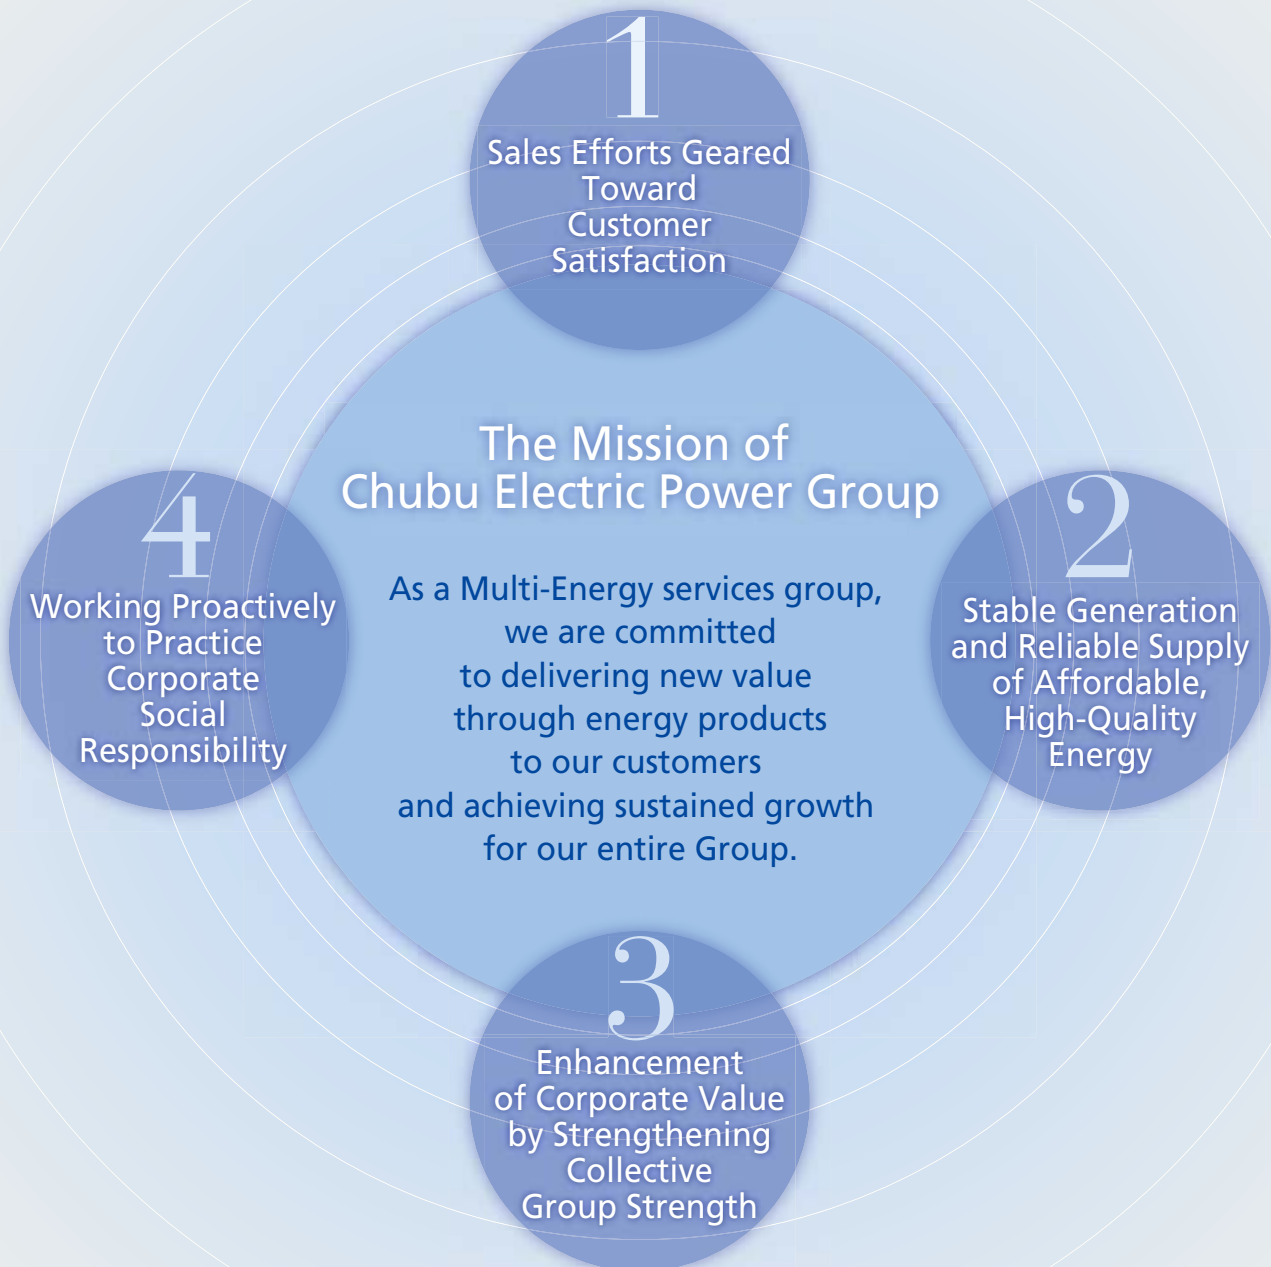 1
Sales Efforts Geared
Toward
Customer
Satisfaction
The Mission of
Chubu Electric Power Group
As a Multi-Energy services group,
we are committed
to delivering new value
through energy products
to our customers
and achieving sustained growth
for our entire Group.
2
Stable Generation
and Reliable Supply
of Affordable,
High-Quality
Energy
3
Enhancement
of Corporate Value
by Strengthening
Collective
Group Strength
4
Working Proactively
to Practice
Corporate
Social
Responsibility